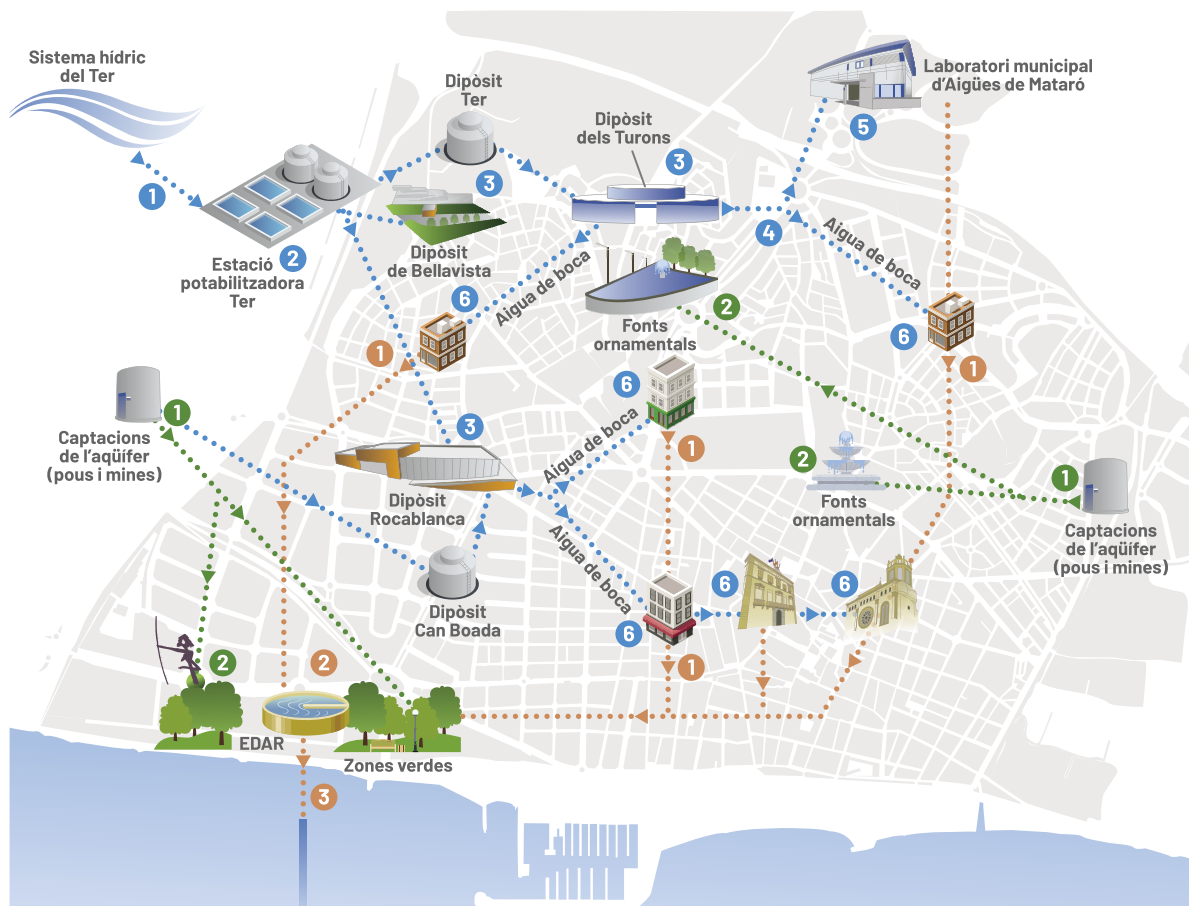 Sistema hídric
del Ter
1
Estació 2
potabilitzadora
Ter
Dipòsit
Ter
3
Dipòsit
de Bellavista
Dipòsit
dels Turons
3
4
5
Laboratori municipal
d'Aigües de Mataró
Aigua de boca
6
1
Aigua de boca
6
1
Fonts
ornamentals
2
6
1
Captacions
de l'aqüífer
(pous i mines)
1
3
Dipòsit
Rocablanca
Aigua de boca
Aigua de boca
Dipòsit
Can Boada
2
Fonts
ornamentals
1
Captacions
de l'aqüífer
(pous i mines)
6
6
6
1
2
2
EDAR
Zones verdes
3